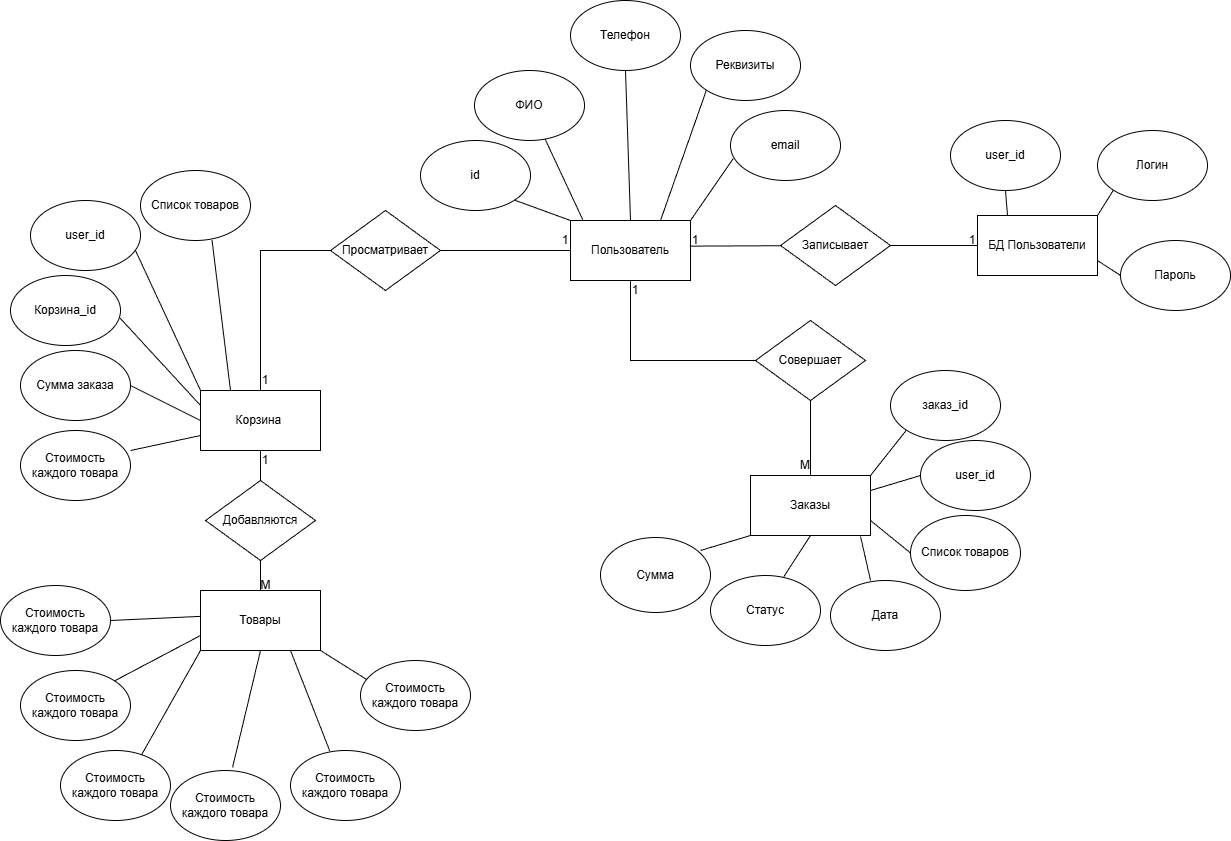 Телефон
Реквизиты
ФИО
email
id
user_id
Логин
Список товаров
user_id
Просматривает
1
Пользователь
1
Записывает
1
БД Пользователи
Пароль
1
Корзина_id
Совершает
Сумма заказа
1
заказ_id
Корзина
Стоимость
каждого товара
1
M
user_id
Заказы
Добавляются
Список товаров
Сумма
Статус
Дата
M
Товары
Стоимость
каждого товара
Стоимость
каждого товара
Стоимость
каждого товара
Стоимость
каждого товара
Стоимость
каждого товара
Стоимость
каждого товара